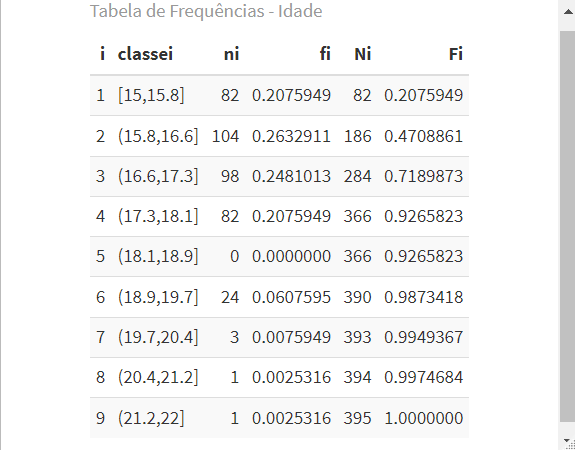 Tabela de Frequências - Idade
i classei ni fi Ni Fi
1 [15,15.8] 82 0.2075949 82 0.2075949
2 (15.8,16.6] 104 0.2632911 186 0.4708861
3 (16.6,17.3] 98 0.2481013 284 0.7189873
4 (17.3,18.1] 82 0.2075949 366 0.9265823
5 (18.1,18.9] 0 0.0000000 366 0.9265823
6 (18.9,19.7] 24 0.0607595 390 0.9873418
7 (19.7,20.4] 3 0.0075949 393 0.9949367
8 (20.4,21.2] 1 0.0025316 394 0.9974684
9 (21.2,22] 1 0.0025316 395 1.0000000